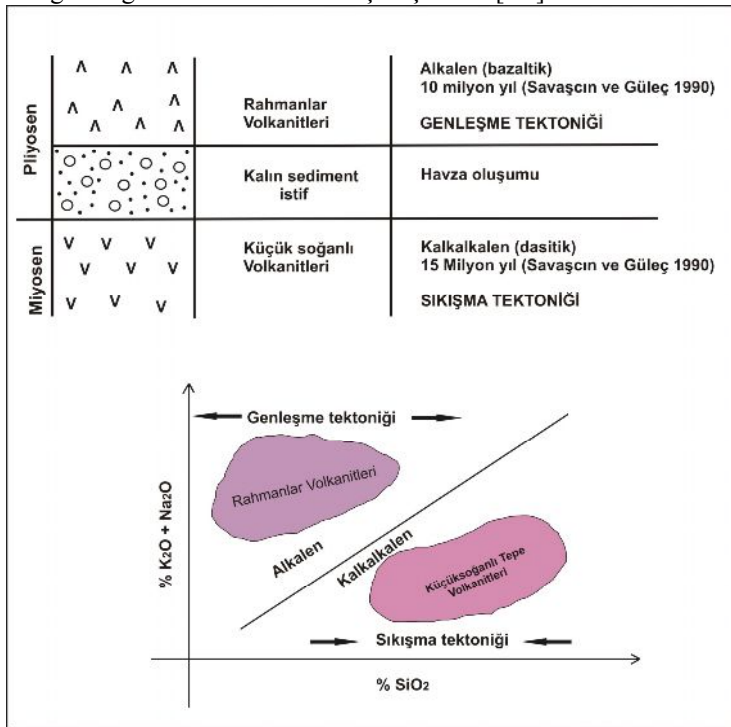 Pliyosen
Rahmanlar
Volkanitleri
Alkalen (bazaltik)
10 milyon yıl (Savaşcın ve Güleç 1990)
GENLEŞME TEKTONİĞİ
Kalın sediment
istif
Havza oluşumu
Miyosen
Küçük soğanlı
Volkanitleri
Kalkalkalen (dasitik)
15 Milyon yıl (Savaşcın ve Güleç 1990)
SIKIŞMA TEKTONİĞİ
Genleşme tektoniği
Rahmanlar Volkanitleri
Alkalen
Kalkalkalen
Küçüksoğanlı Tepe
Volkanitleri
Sıkışma tektoniği
% K2O + Na2O
% SiO2